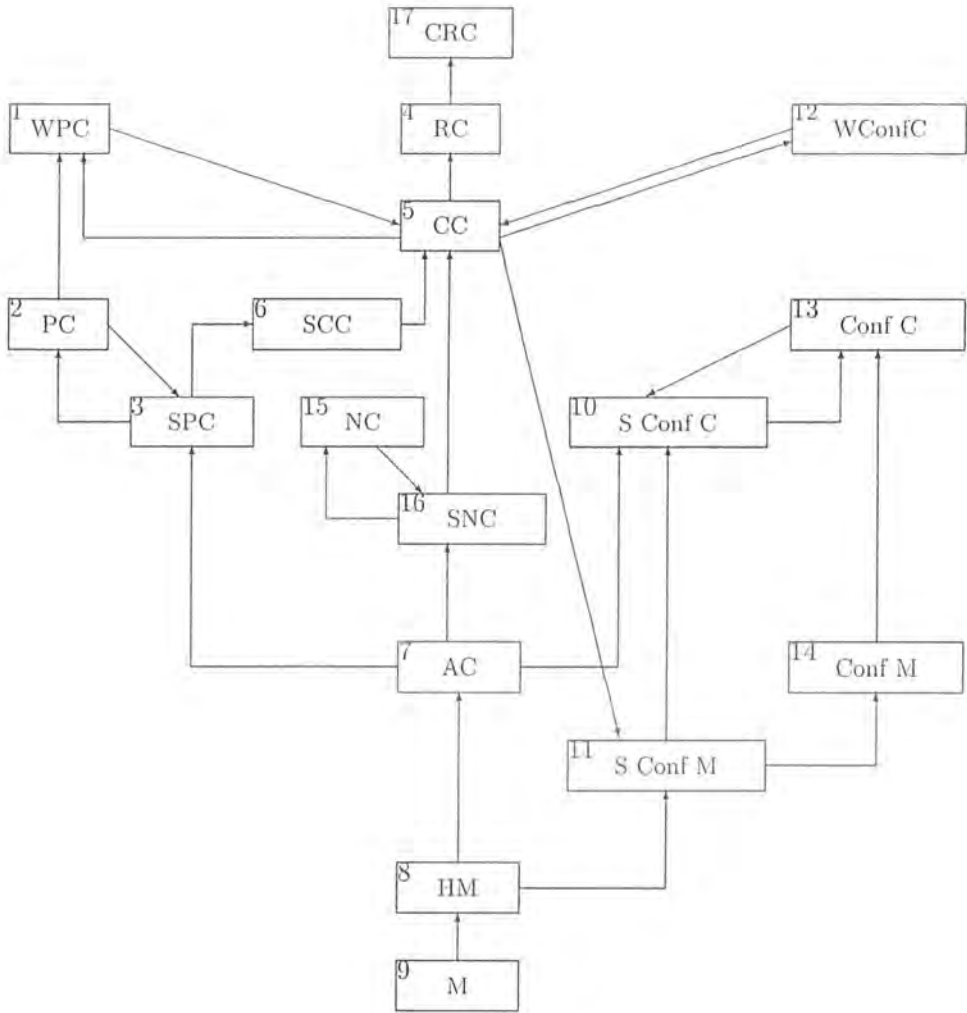 17 CRC
1 WPC
4 RC
12 WConfC
5 CC
2 PC
6 SCC
13 Conf C
3 SPC
15 NC
10 S Conf C
16 SNC
7 AC
14 Conf M
11 S Conf M
8 HM
9 M